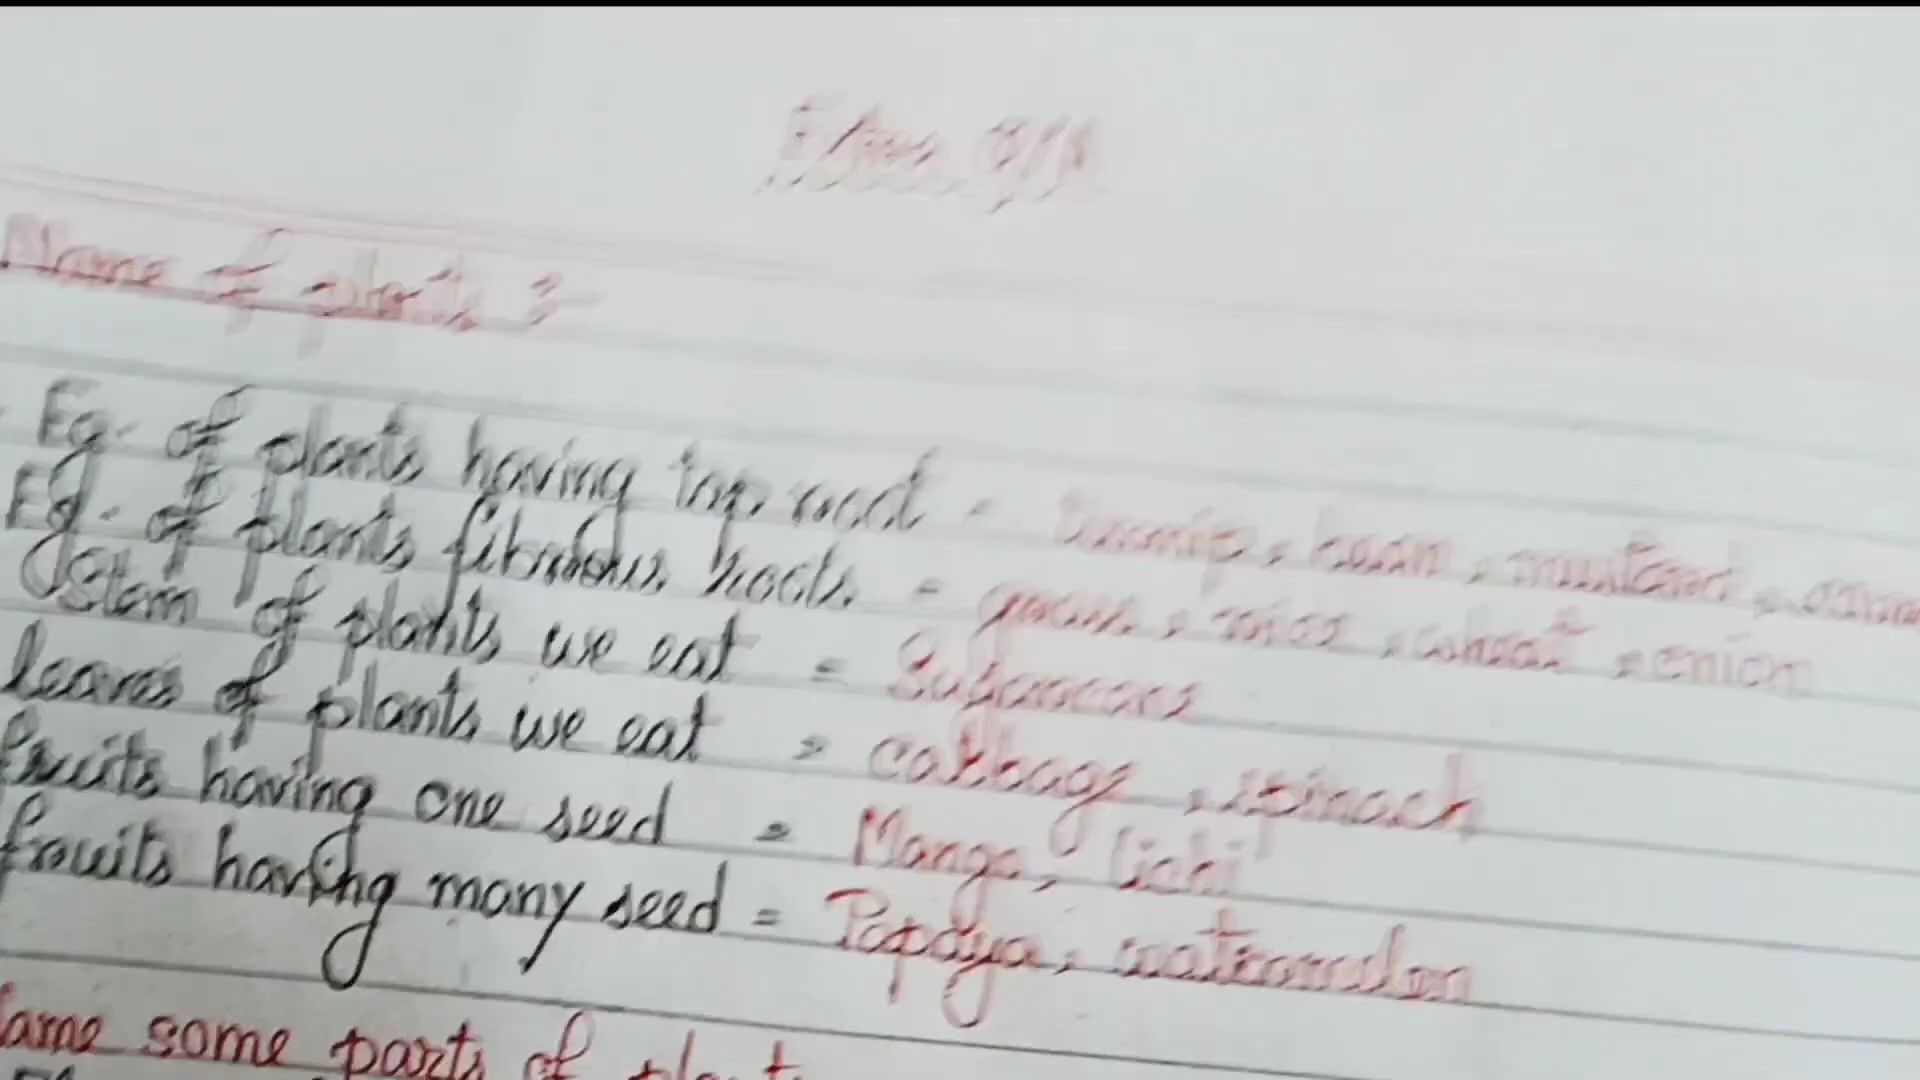 Name of plants :-
Eg- of plants having tap root = turnip, bean, mustard,
Eg- of plants fibrous roots = grass, rice, wheat, onion
Stem of plants we eat = Sugarcane
leaves of plants we eat = cabbage, spinach
fruits having one seed = Mango, lichi
fruits having many seed = Papaya, watermelon
ame some parts of